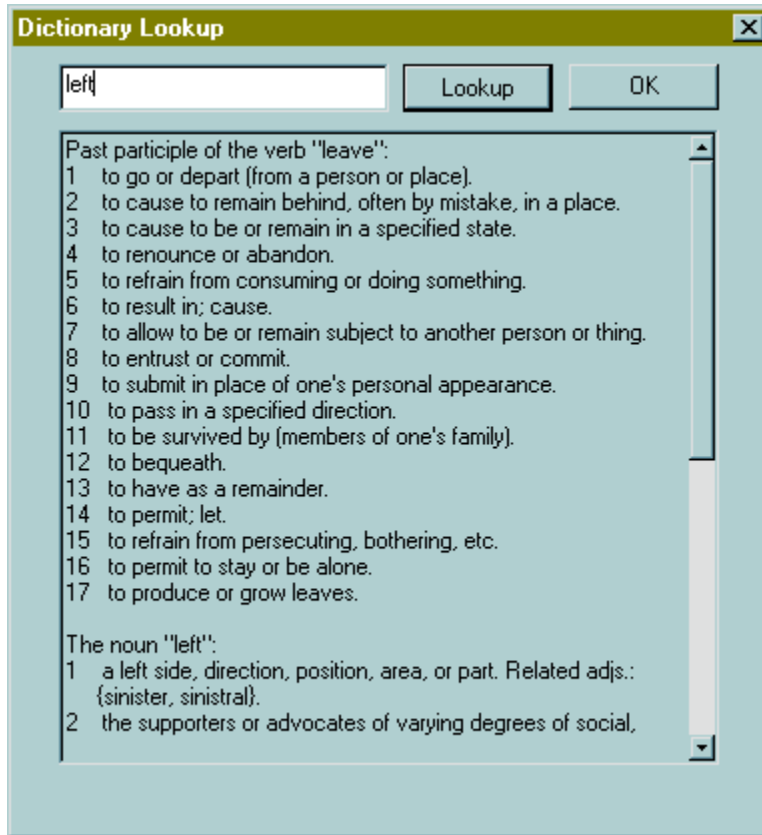 Dictionary Lookup
left
Lookup
OK
Past participle of the verb "leave":
1 to go or depart (from a person or place).
2 to cause to remain behind, often by mistake, in a place.
3 to cause to be or remain in a specified state.
4 to renounce or abandon.
5 to refrain from consuming or doing something.
6 to result in; cause.
7 to allow to be or remain subject to another person or thing.
8 to entrust or commit.
9 to submit in place of one's personal appearance.
10 to pass in a specified direction.
11 to be survived by (members of one's family).
12 to bequeath.
13 to have as a remainder.
14 to permit; let.
15 to refrain from persecuting, bothering, etc.
16 to permit to stay or be alone.
17 to produce or grow leaves.
The noun "left":
1 a left side, direction, position, area, or part. Related adjs.:
{sinister, sinistral}.
2 the supporters or advocates of varying degrees of social,